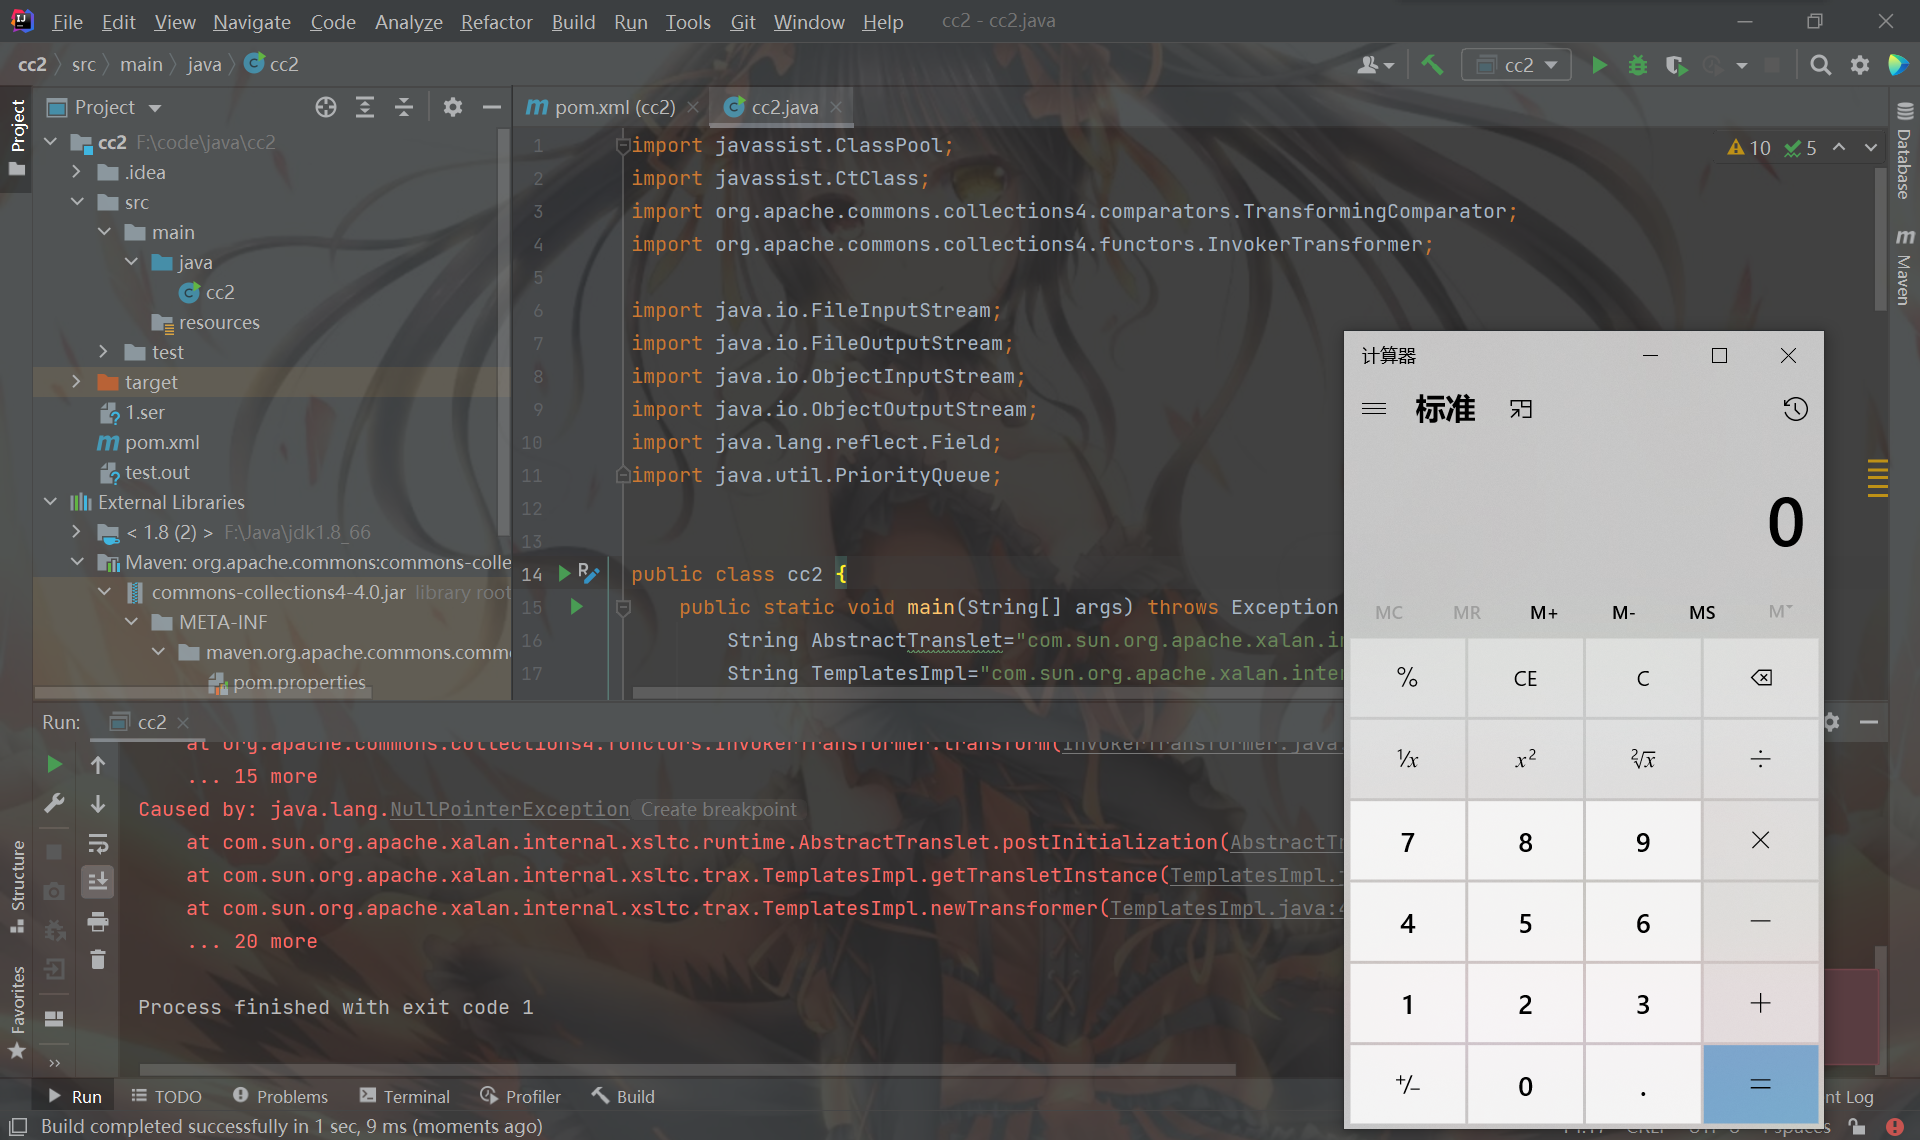 File Edit View Navigate Code Analyze Refactor Build Run Tools Git Window Help cc2 - cc2.java
cc2 src main java cc2
cc2
Project
pom.xml (cc2)
cc2.java
Project
cc2 F:\code\java\cc2
.idea
src
main
java
cc2
resources
test
target
1.ser
pom.xml
test.out
External Libraries
< 1.8 (2) > F:\Java\jdk1.8_66
Maven: org.apache.commons:commons-colle
commons-collections4-4.0.jar library root
META-INF
maven.org.apache.commons.comm
pom.properties
10 5
Database
Maven
1 import javassist.ClassPool;
2 import javassist.CtClass;
3 import org.apache.commons.collections4.comparators.TransformingComparator;
4 import org.apache.commons.collections4.functors.InvokerTransformer;
5
6 import java.io.FileInputStream;
7 import java.io.FileOutputStream;
8 import java.io.ObjectInputStream;
9 import java.io.ObjectOutputStream;
10 import java.lang.reflect.Field;
11 import java.util.PriorityQueue;
12
13
14 public class cc2 {
15 public static void main(String[] args) throws Exception
16 String AbstractTranslet="com.sun.org.apache.xalan.in
17 String TemplatesImpl="com.sun.org.apache.xalan.inter
Run: cc2
at org.apache.commons.collections4.functors.InvokerTransformer.transform(InvokerTransformer.java:
... 15 more
Caused by: java.lang.NullPointerException Create breakpoint
at com.sun.org.apache.xalan.internal.xsltc.runtime.AbstractTranslet.postInitialization(AbstractTr
at com.sun.org.apache.xalan.internal.xsltc.trax.TemplatesImpl.getTransletInstance(TemplatesImpl.
at com.sun.org.apache.xalan.internal.xsltc.trax.TemplatesImpl.newTransformer(TemplatesImpl.java:4
... 20 more
Process finished with exit code 1
Structure
Favorites
Run TODO Problems Terminal Profiler Build
nt Log
Build completed successfully in 1 sec, 9 ms (moments ago)
计算器
标准
0
MC MR M+ M- MS M˅
% CE C
1/x x² ²√x ÷
7 8 9 ×
4 5 6 −
1 2 3 +
+/− 0 . =